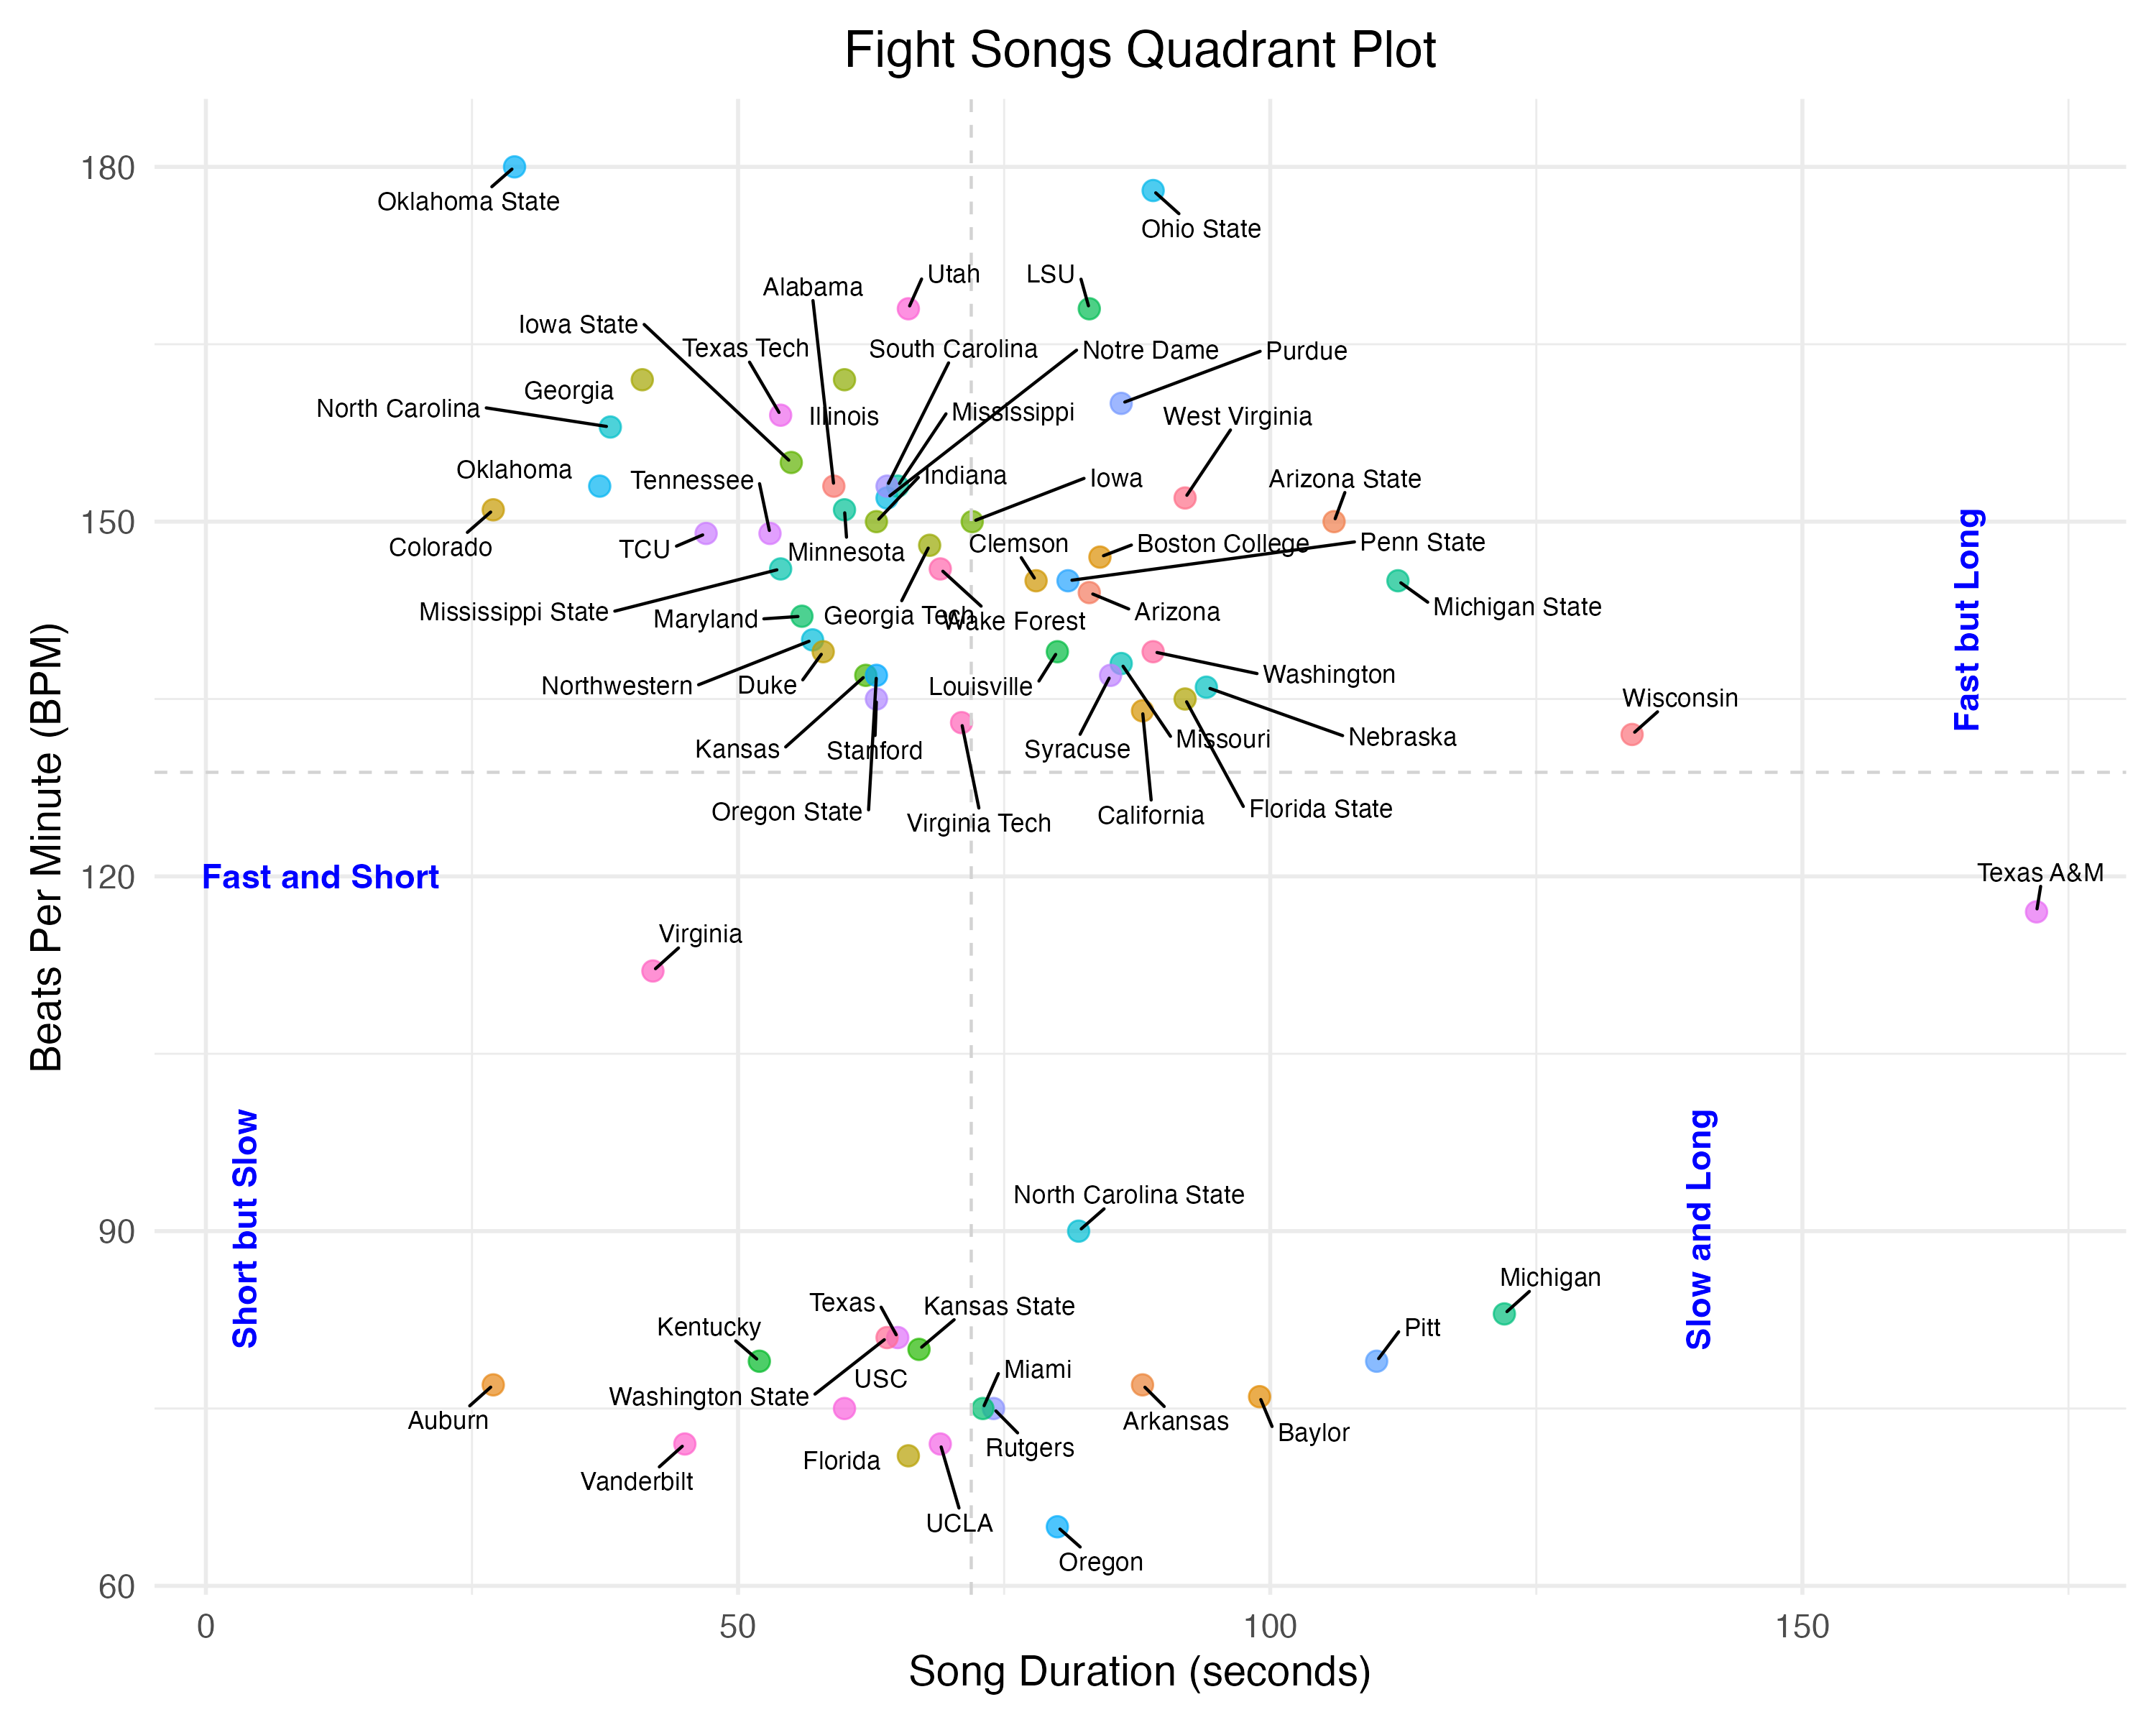 Fight Songs Quadrant Plot
180
Oklahoma State
Ohio State
Utah
LSU
Alabama
Iowa State
Texas Tech
South Carolina
Notre Dame
Purdue
Georgia
North Carolina
Illinois
Mississippi
West Virginia
Oklahoma
Tennessee
Indiana
Iowa
Arizona State
150
Colorado
TCU
Minnesota
Clemson
Boston College
Penn State
Mississippi State
Maryland
Georgia Tech
Wake Forest
Arizona
Michigan State
Northwestern
Duke
Louisville
Washington
Wisconsin
Kansas
Stanford
Syracuse
Missouri
Nebraska
Oregon State
Virginia Tech
California
Florida State
Fast but Long
120
Fast and Short
Texas A&M
Virginia
Beats Per Minute (BPM)
Short but Slow
Slow and Long
90
North Carolina State
Michigan
Texas
Kansas State
Kentucky
Pitt
USC
Miami
Washington State
Auburn
Arkansas
Baylor
Rutgers
Vanderbilt
Florida
UCLA
Oregon
60
0
50
100
150
Song Duration (seconds)